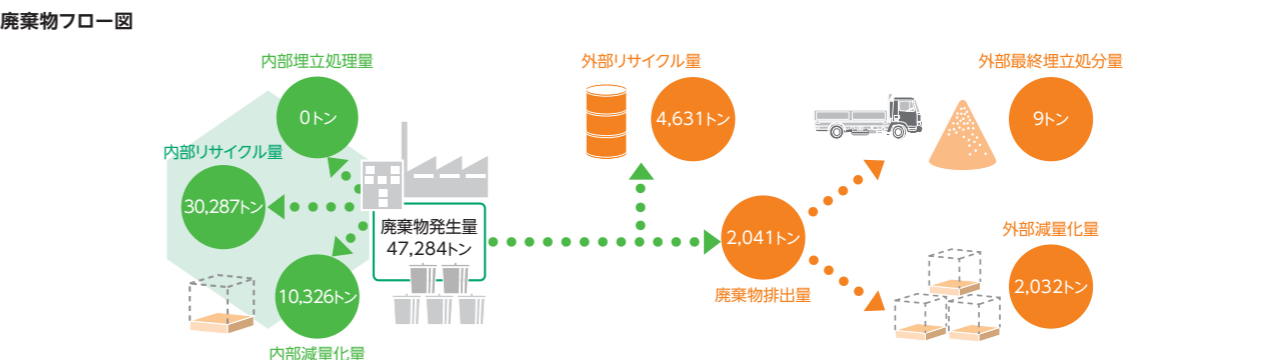 廃棄物フロー図
内部埋立処理量
0トン
内部リサイクル量
30,287トン
10,326トン
内部減量化量
廃棄物発生量
47,284トン
外部リサイクル量
4,631トン
2,041トン
廃棄物排出量
外部最終埋立処分量
9トン
外部減量化量
2,032トン